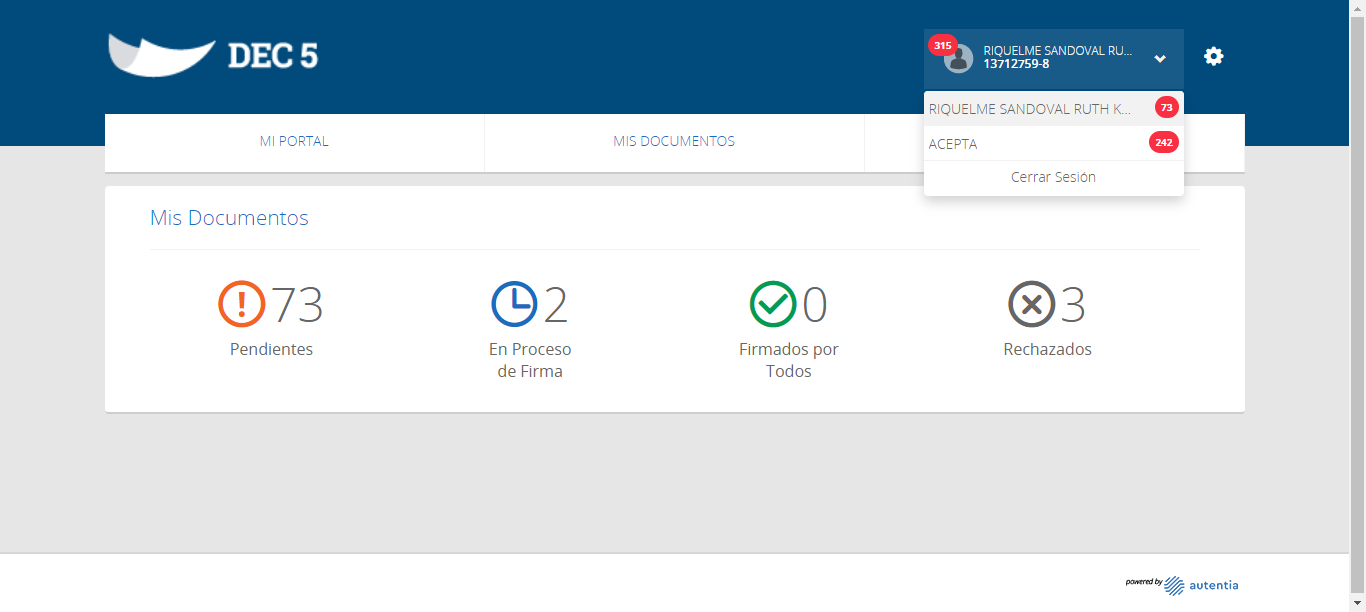 DEC 5
315
RIQUELME SANDOVAL RU...
13712759-8
RIQUELME SANDOVAL RUTH K...
73
ACEPTA
242
Cerrar Sesión
MI PORTAL
MIS DOCUMENTOS
Mis Documentos
73
Pendientes
2
En Proceso
de Firma
0
Firmados por
Todos
3
Rechazados
powered by
autentia